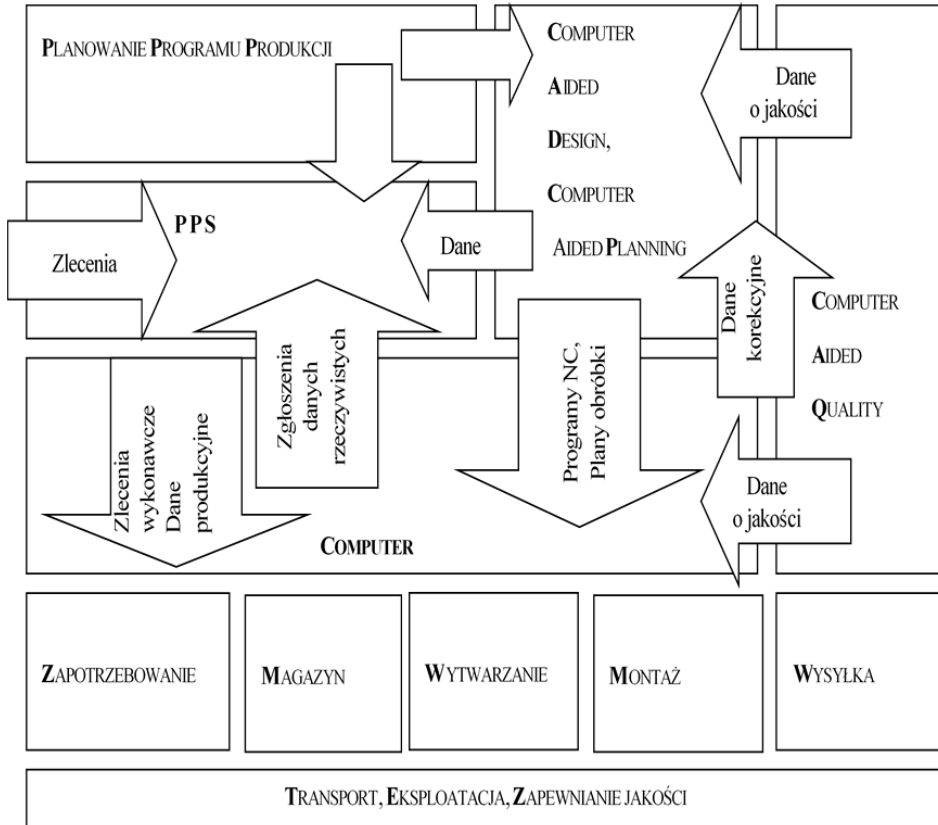 PLANOWANIE PROGRAMU PRODUKCJI
COMPUTER
AIDED
DESIGN,
COMPUTER
AIDED PLANNING
Dane
o jakości
PPS
Zlecenia
Dane
Dane
korekcyjne
COMPUTER
AIDED
QUALITY
Zlecenia
wykonawcze
Dane
produkcyjne
Zgłoszenia
danych
rzeczywistych
Programy NC,
Plany obróbki
Dane
o jakości
COMPUTER
ZAPOTRZEBOWANIE
MAGAZYN
WYTWARZANIE
MONTAŻ
WYSYŁKA
TRANSPORT, EKSPLOATACJA, ZAPEWNIANIE JAKOŚCI